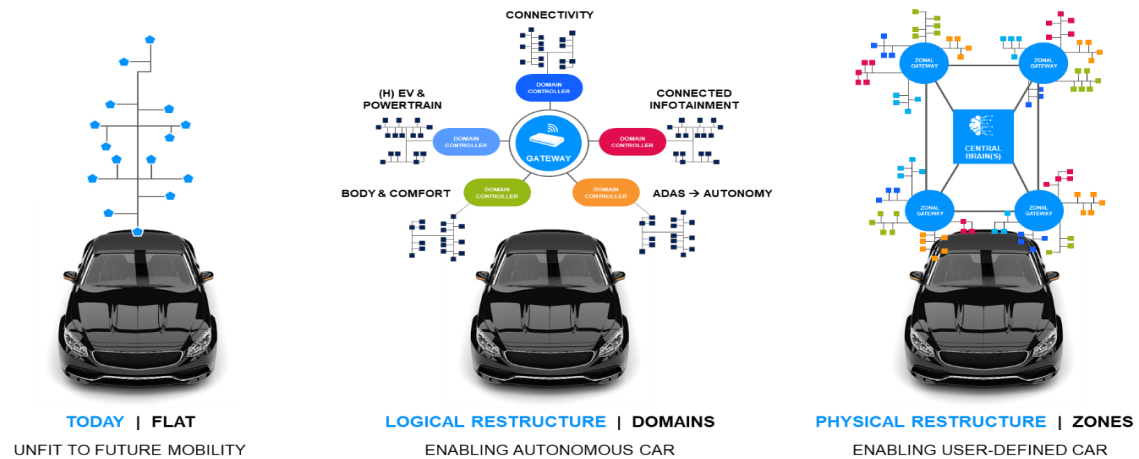 CONNECTIVITY
DOMAIN
CONTROLLER
(H) EV &
POWERTRAIN
DOMAIN
CONTROLLER
GATEWAY
DOMAIN
CONTROLLER
CONNECTED
INFOTAINMENT
BODY & COMFORT
DOMAIN
CONTROLLER
DOMAIN
CONTROLLER
ADAS → AUTONOMY
ZONAL
GATEWAY
ZONAL
GATEWAY
CENTRAL
BRAIN(S)
ZONAL
GATEWAY
ZONAL
GATEWAY
TODAY | FLAT
UNFIT TO FUTURE MOBILITY
LOGICAL RESTRUCTURE | DOMAINS
ENABLING AUTONOMOUS CAR
PHYSICAL RESTRUCTURE | ZONES
ENABLING USER-DEFINED CAR